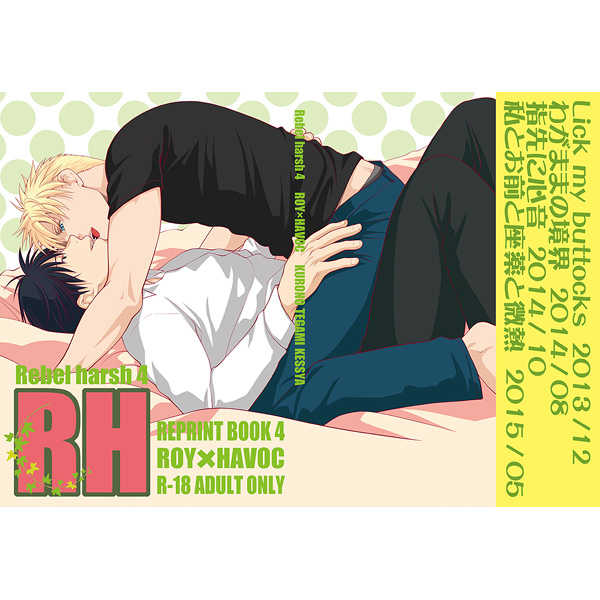 Rebel harsh 4
RH
REPRINT BOOK 4
ROY×HAVOC
R-18 ADULT ONLY
Rebel harsh 4 ROY×HAVOC KURONO TEGAMI KESSYA
Lick my buttocks 2013/12
わがままの境界 2014/08
指先に心音 2014/10
私とお前と座薬と微熱 2015/05